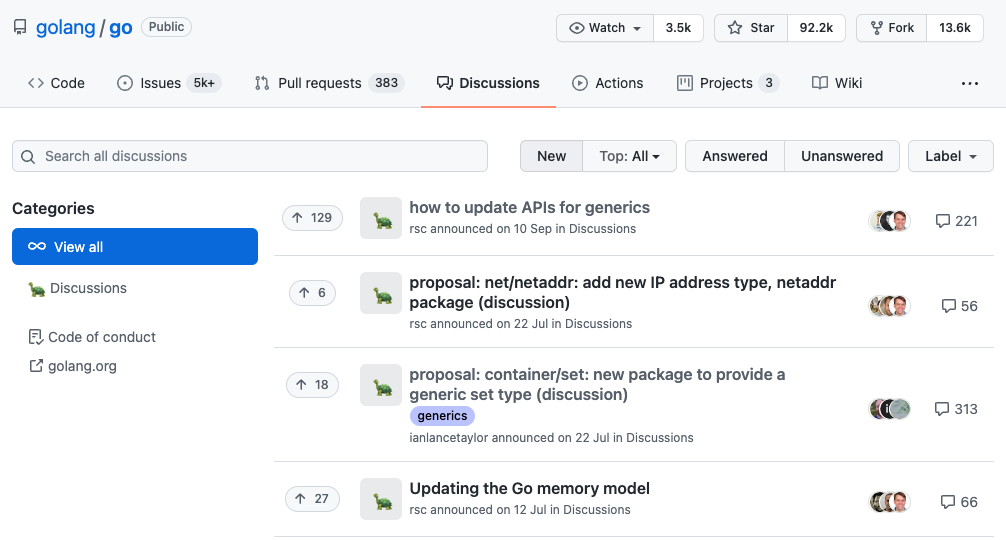 golang / go Public Watch 3.5k Star 92.2k Fork 13.6k
Code Issues 5k+ Pull requests 383 Discussions Actions Projects 3 Wiki
Search all discussions New Top: All Answered Unanswered Label
Categories
View all
Discussions
Code of conduct
golang.org
129 how to update APIs for generics 221
rsc announced on 10 Sep in Discussions
6 proposal: net/netaddr: add new IP address type, netaddr
package (discussion) 56
rsc announced on 22 Jul in Discussions
18 proposal: container/set: new package to provide a
generic set type (discussion)
generics 313
ianlancetaylor announced on 22 Jul in Discussions
27 Updating the Go memory model 66
rsc announced on 12 Jul in Discussions